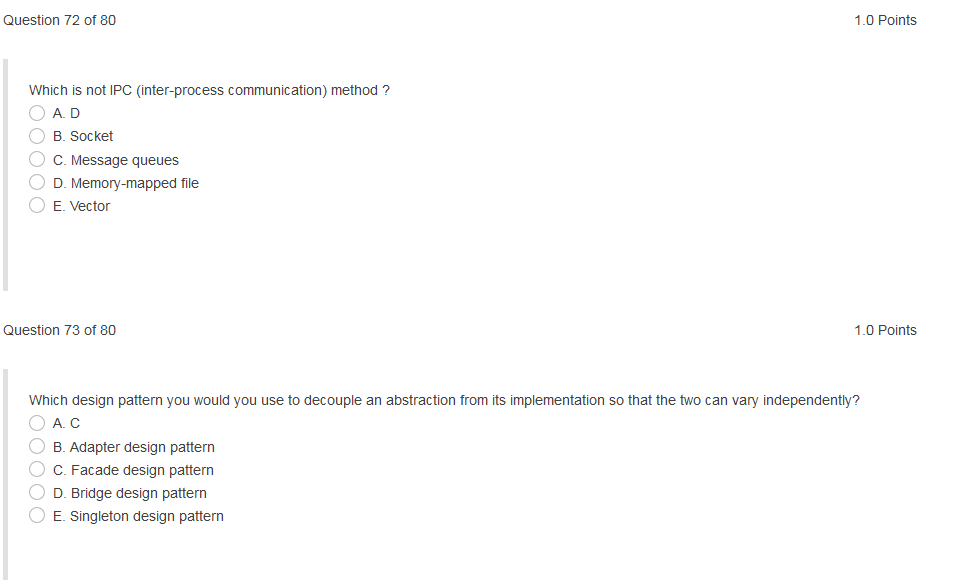 Question 72 of 80 1.0 Points
Which is not IPC (inter-process communication) method ?
A. D
B. Socket
C. Message queues
D. Memory-mapped file
E. Vector
Question 73 of 80 1.0 Points
Which design pattern you would you use to decouple an abstraction from its implementation so that the two can vary independently?
A. C
B. Adapter design pattern
C. Facade design pattern
D. Bridge design pattern
E. Singleton design pattern